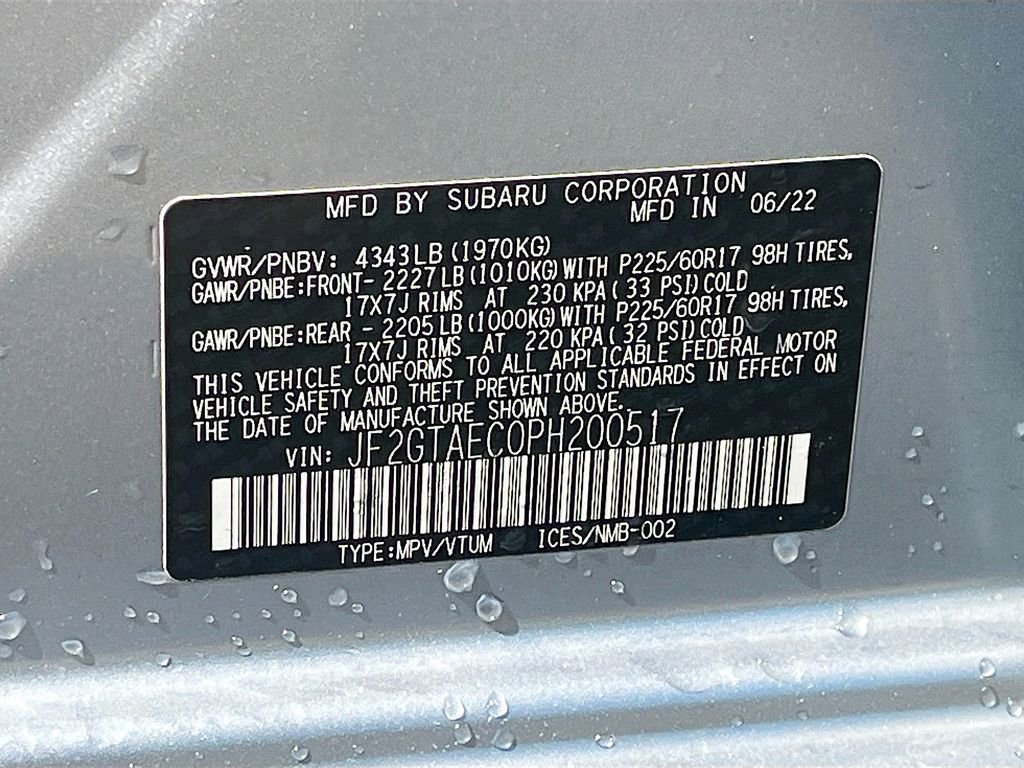 MFD BY SUBARU CORPORATION
MFD IN 06/22
GVWR/PNBV: 4343LB (1970KG)
GAWR/PNBE:FRONT- 2227LB (1010KG) WITH P225/60R17 98H TIRES,
17X7J RIMS AT 230 KPA( 33 PSI) COLD
GAWR/PNBE:REAR - 2205LB (1000KG) WITH P225/60R17 98H TIRES,
17X7J RIMS AT 220 KPA( 32 PSI) COLD
THIS VEHICLE CONFORMS TO ALL APPLICABLE FEDERAL MOTOR
VEHICLE SAFETY AND THEFT PREVENTION STANDARDS IN EFFECT ON
THE DATE OF MANUFACTURE SHOWN ABOVE.
VIN: JF2GTAEC0PH200517
TYPE:MPV/VTUM ICES/NMB-002